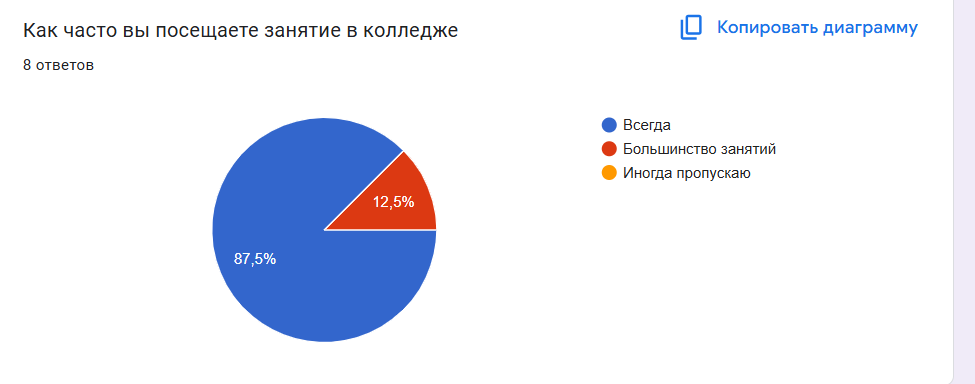 Как часто вы посещаете занятие в колледже
Копировать диаграмму
8 ответов
Всегда
Большинство занятий
Иногда пропускаю
12,5%
87,5%